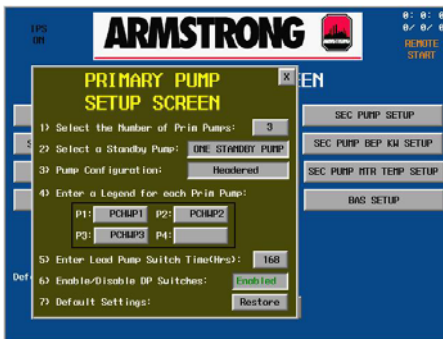 IPS
ON
ARMSTRONG
ARMSTRONG
0: 0: 0
0/ 0/ 0
REMOTE
START
PRIMARY PUMP
SETUP SCREEN
X
EEN
1) Select the Number of Prim Pumps: 3
2) Select a Standby Pump: ONE STANDBY PUMP
3) Pump Configuration: Headered
4) Enter a Legend for each Prim Pump:
P1: PCHWP1 P2: PCHWP2
P3: PCHWP3 P4:
5) Enter Lead Pump Switch Time(Hrs): 168
6) Enable/Disable DP Switches: Enabled
7) Default Settings: Restore
SEC PUMP SETUP
SEC PUMP BEP KW SETUP
SEC PUMP MTR TEMP SETUP
BAS SETUP
S
Def